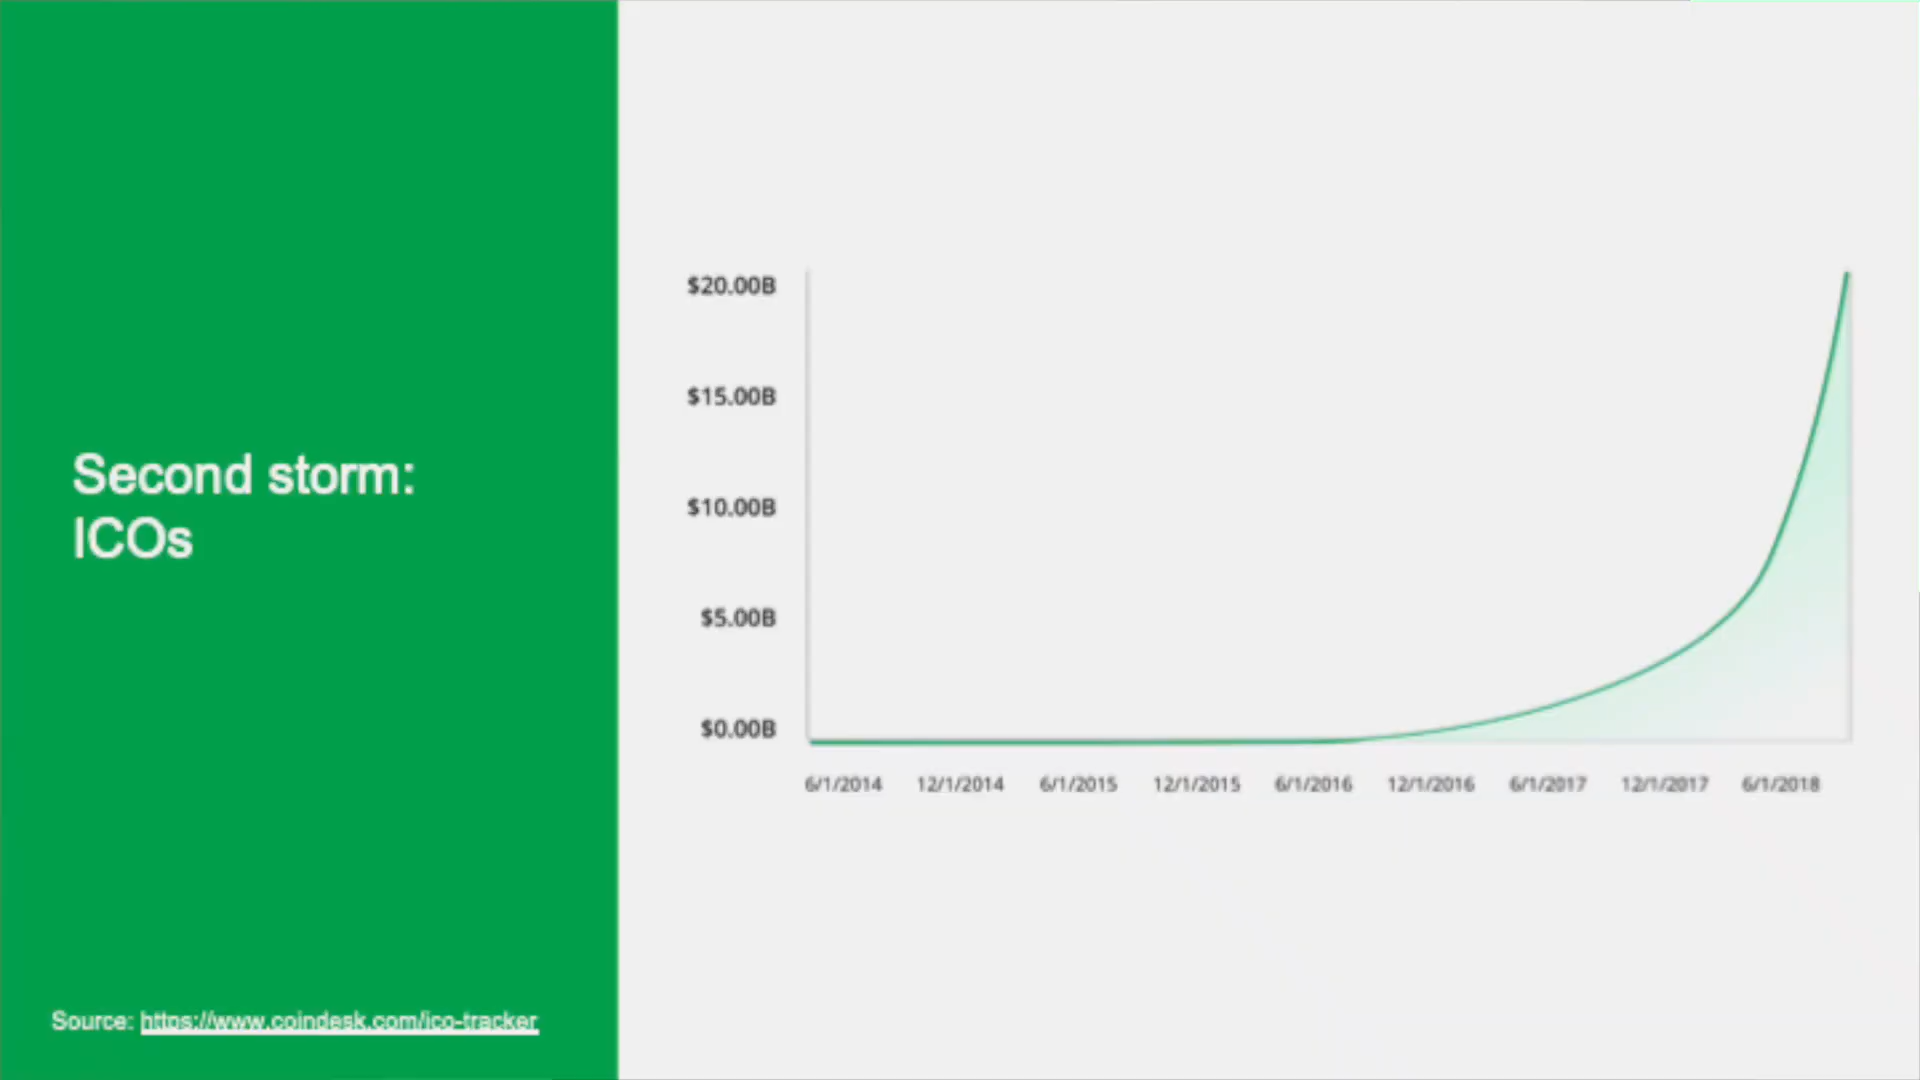 Second storm:
ICOs
Source: https://www.coindesk.com/ico-tracker
$20.00B
$15.00B
$10.00B
$5.00B
$0.00B
6/1/2014 12/1/2014 6/1/2015 12/1/2015 6/1/2016 12/1/2016 6/1/2017 12/1/2017 6/1/2018